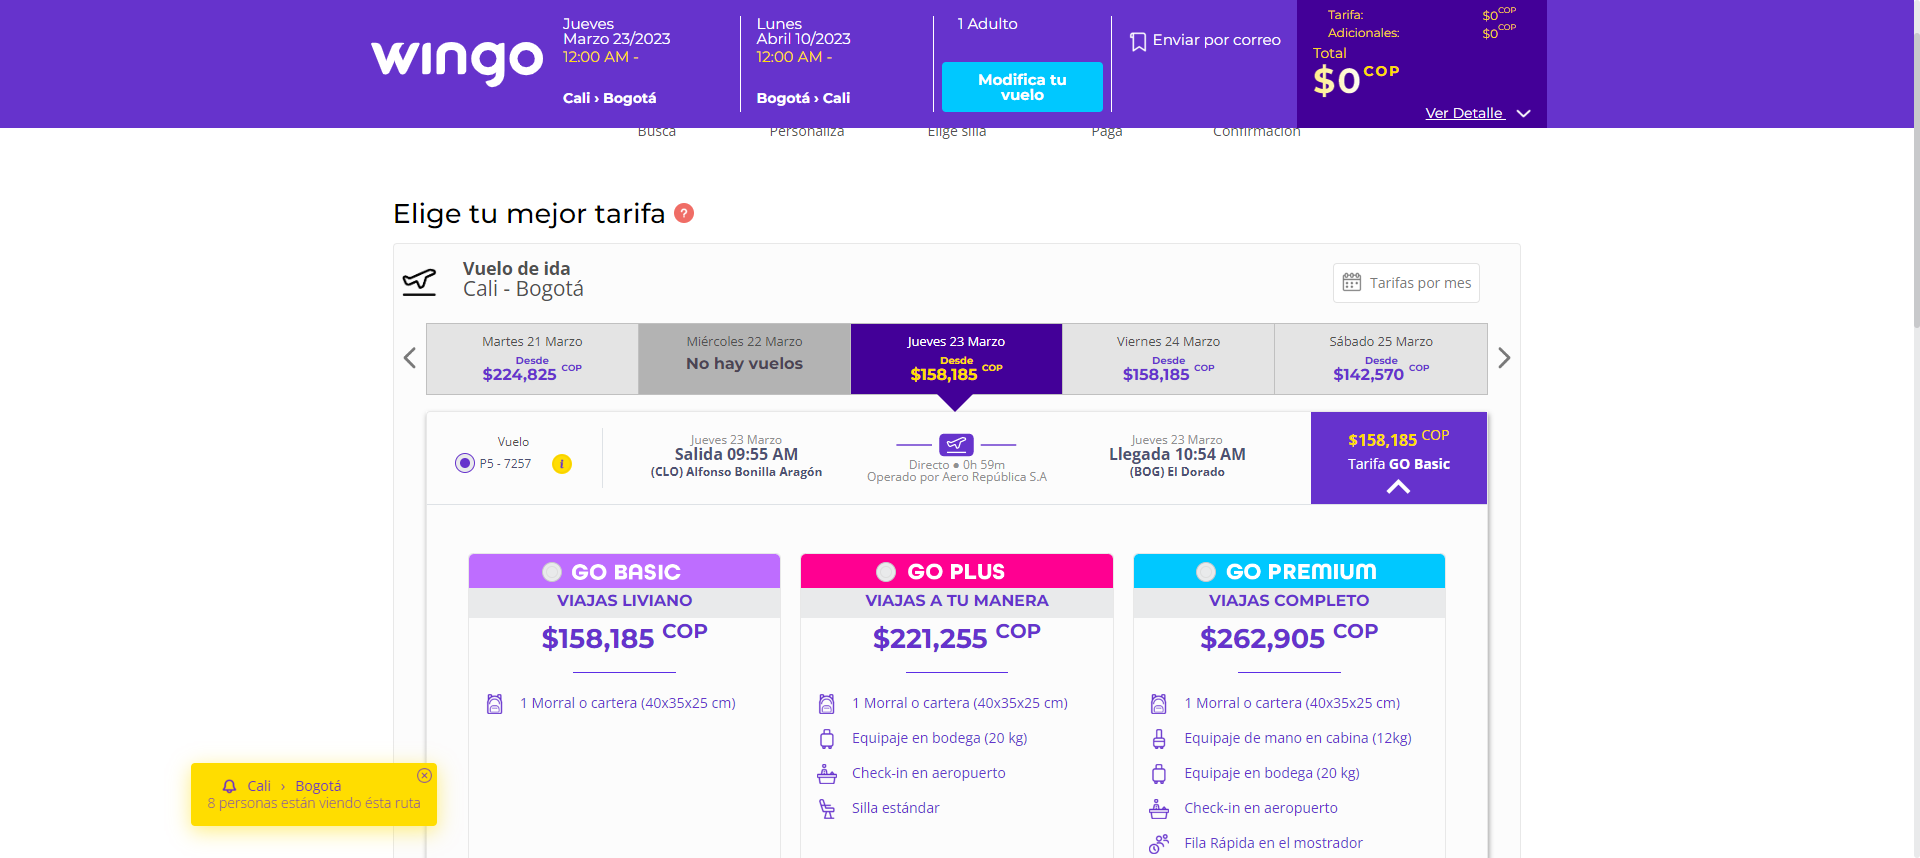 wingo
Jueves
Marzo 23/2023
12:00 AM -
Cali › Bogotá
Lunes
Abril 10/2023
12:00 AM -
Bogotá › Cali
1 Adulto
Modifica tu
vuelo
Enviar por correo
Tarifa: $0 COP
Adicionales: $0 COP
Total
$0 COP
Ver Detalle
Busca Personaliza Elige silla Paga Confirmación
Elige tu mejor tarifa ?
Vuelo de ida
Cali - Bogotá
Tarifas por mes
Martes 21 Marzo
Desde
$224,825 COP
Miércoles 22 Marzo
No hay vuelos
Jueves 23 Marzo
Desde
$158,185 COP
Viernes 24 Marzo
Desde
$158,185 COP
Sábado 25 Marzo
Desde
$142,570 COP
Vuelo
P5 - 7257 i
Jueves 23 Marzo
Salida 09:55 AM
(CLO) Alfonso Bonilla Aragón
Directo ● 0h 59m
Operado por Aero República S.A
Jueves 23 Marzo
Llegada 10:54 AM
(BOG) El Dorado
$158,185 COP
Tarifa GO Basic
GO BASIC
VIAJAS LIVIANO
$158,185 COP
1 Morral o cartera (40x35x25 cm)
GO PLUS
VIAJAS A TU MANERA
$221,255 COP
1 Morral o cartera (40x35x25 cm)
Equipaje en bodega (20 kg)
Check-in en aeropuerto
Silla estándar
GO PREMIUM
VIAJAS COMPLETO
$262,905 COP
1 Morral o cartera (40x35x25 cm)
Equipaje de mano en cabina (12kg)
Equipaje en bodega (20 kg)
Check-in en aeropuerto
Fila Rápida en el mostrador
Cali › Bogotá
8 personas están viendo ésta ruta